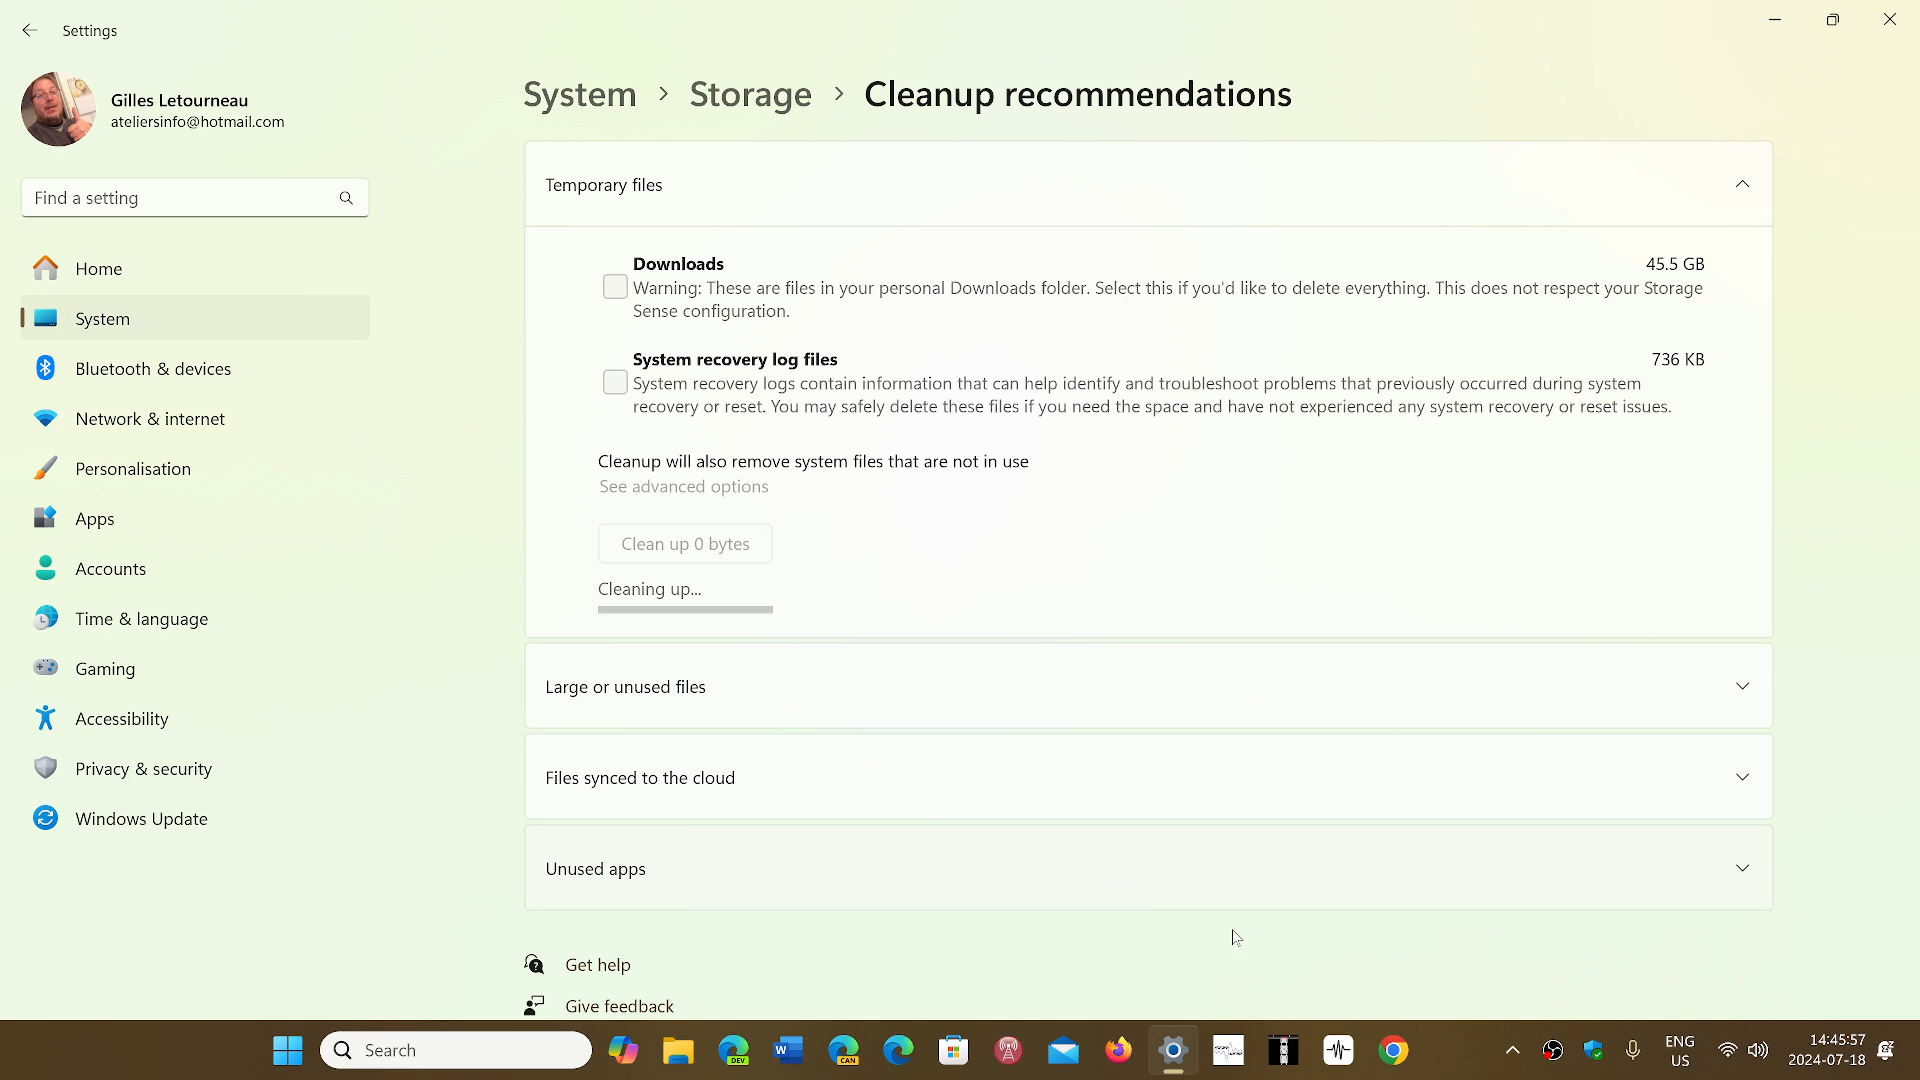 Settings
Gilles Letourneau
ateliersinfo@hotmail.com
Find a setting
Home
System
Bluetooth & devices
Network & internet
Personalisation
Apps
Accounts
Time & language
Gaming
Accessibility
Privacy & security
Windows Update
System > Storage > Cleanup recommendations
Temporary files
Downloads 45.5 GB
Warning: These are files in your personal Downloads folder. Select this if you'd like to delete everything. This does not respect your Storage
Sense configuration.
System recovery log files 736 KB
System recovery logs contain information that can help identify and troubleshoot problems that previously occurred during system
recovery or reset. You may safely delete these files if you need the space and have not experienced any system recovery or reset issues.
Cleanup will also remove system files that are not in use
See advanced options
Clean up 0 bytes
Cleaning up...
Large or unused files
Files synced to the cloud
Unused apps
Get help
Give feedback
Search
DEV
W
CAN
ENG
US
14:45:57
2024-07-18